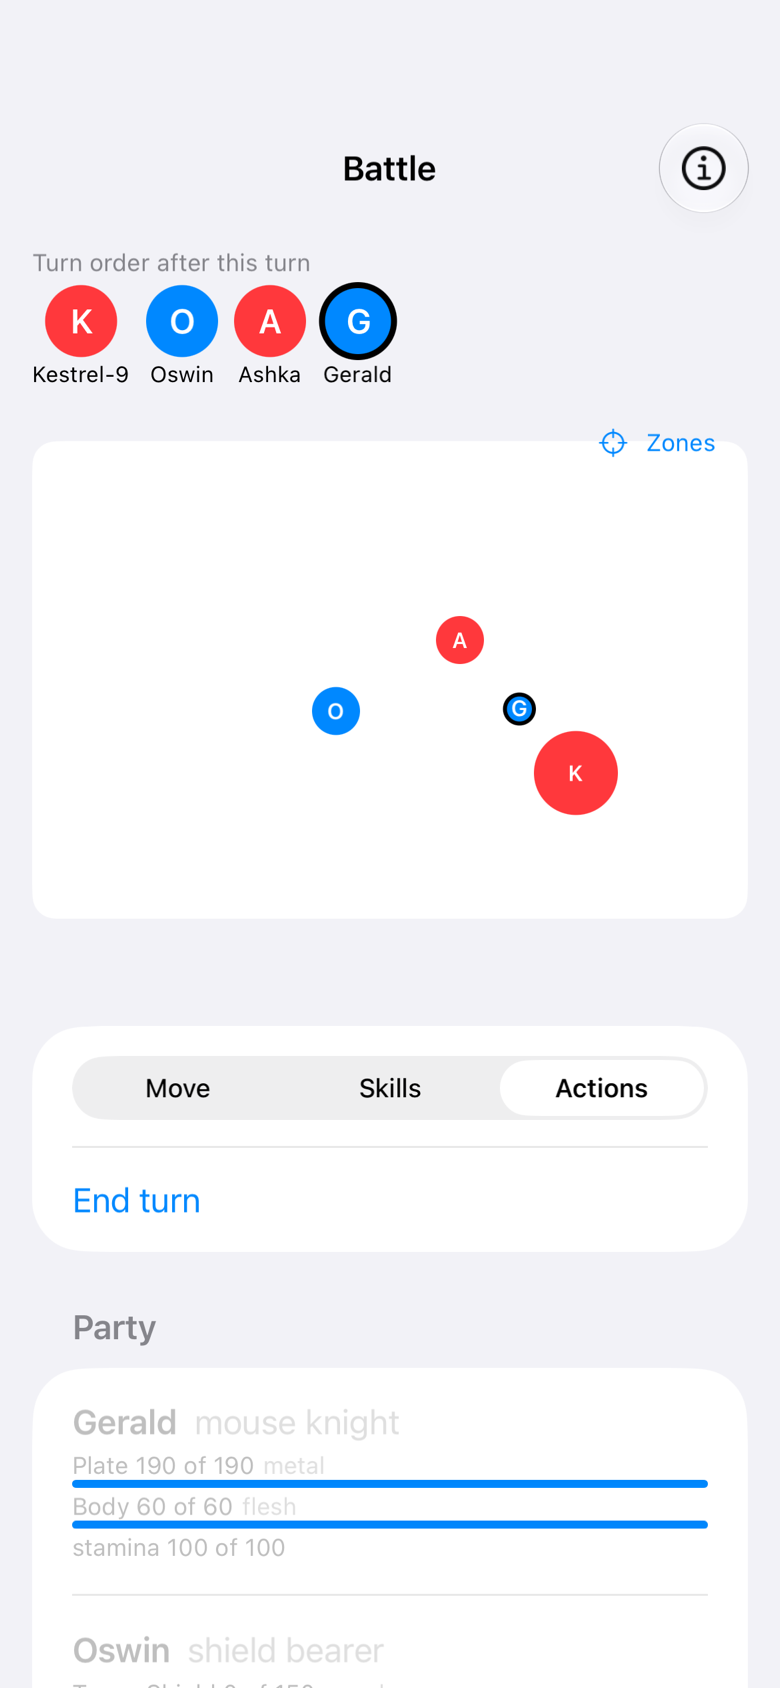 Battle
Turn order after this turn
K O A G
Kestrel-9 Oswin Ashka Gerald
Zones
A
O
G
K
Move Skills Actions
End turn
Party
Gerald mouse knight
Plate 190 of 190 metal
Body 60 of 60 flesh
stamina 100 of 100
Oswin shield bearer